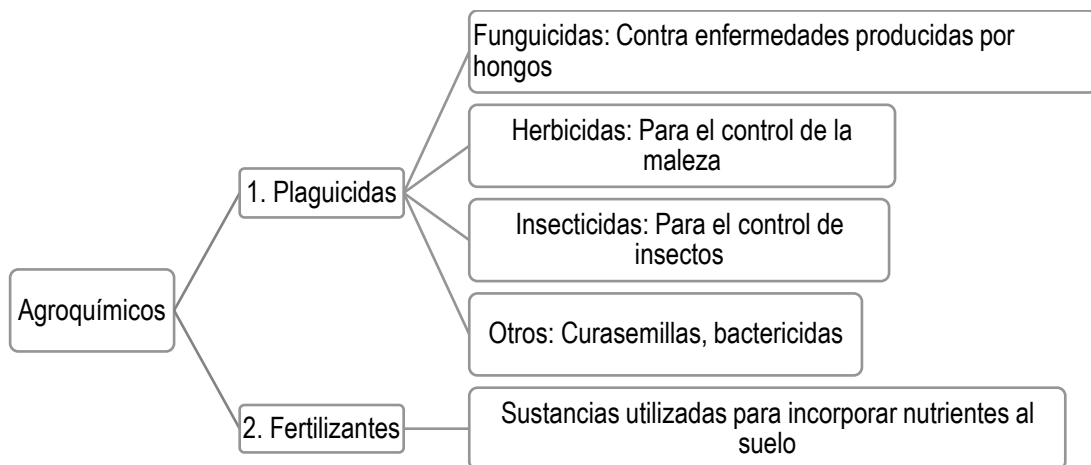 Funguicidas: Contra enfermedades producidas por
hongos
Herbicidas: Para el control de la
maleza
1. Plaguicidas
Insecticidas: Para el control de
insectos
Agroquímicos
Otros: Curasemillas, bactericidas
2. Fertilizantes
Sustancias utilizadas para incorporar nutrientes al
suelo